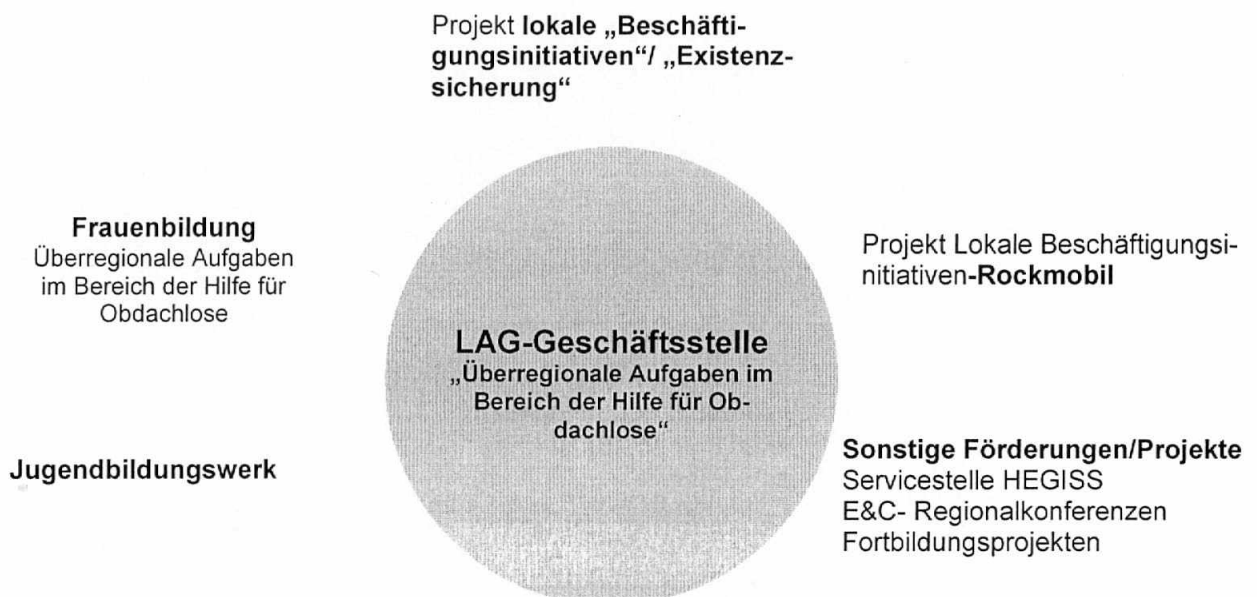 Projekt lokale „Beschäfti-
gungsinitiativen“/ „Existenz-
sicherung“
Frauenbildung
Überregionale Aufgaben
im Bereich der Hilfe für
Obdachlose
Projekt Lokale Beschäftigungsi-
nitiativen-Rockmobil
LAG-Geschäftsstelle
„Überregionale Aufgaben im
Bereich der Hilfe für Ob-
dachlose“
Jugendbildungswerk
Sonstige Förderungen/Projekte
Servicestelle HEGISS
E&C- Regionalkonferenzen
Fortbildungsprojekten